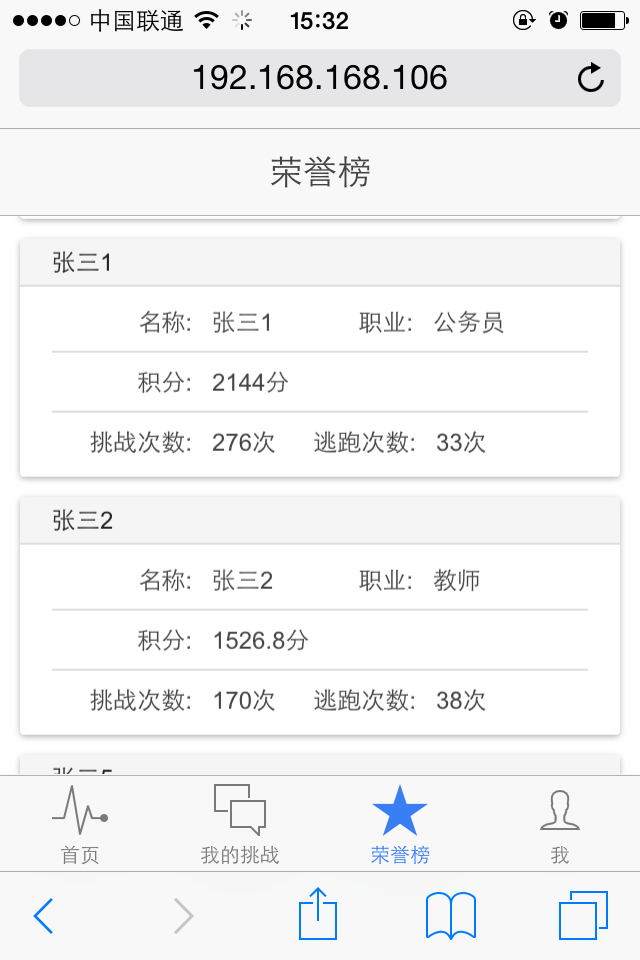 中国联通 15:32
192.168.168.106
荣誉榜
张三1
名称: 张三1 职业: 公务员
积分: 2144分
挑战次数: 276次 逃跑次数: 33次
张三2
名称: 张三2 职业: 教师
积分: 1526.8分
挑战次数: 170次 逃跑次数: 38次
首页 我的挑战 荣誉榜 我